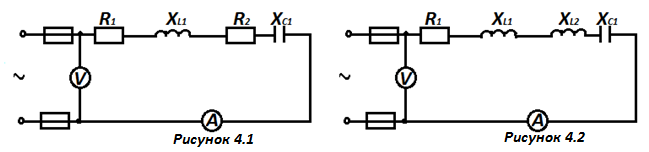 R1 XL1 R2 XC1
~ V
A
Рисунок 4.1
R1 XL1 XL2 XC1
~ V
A
Рисунок 4.2